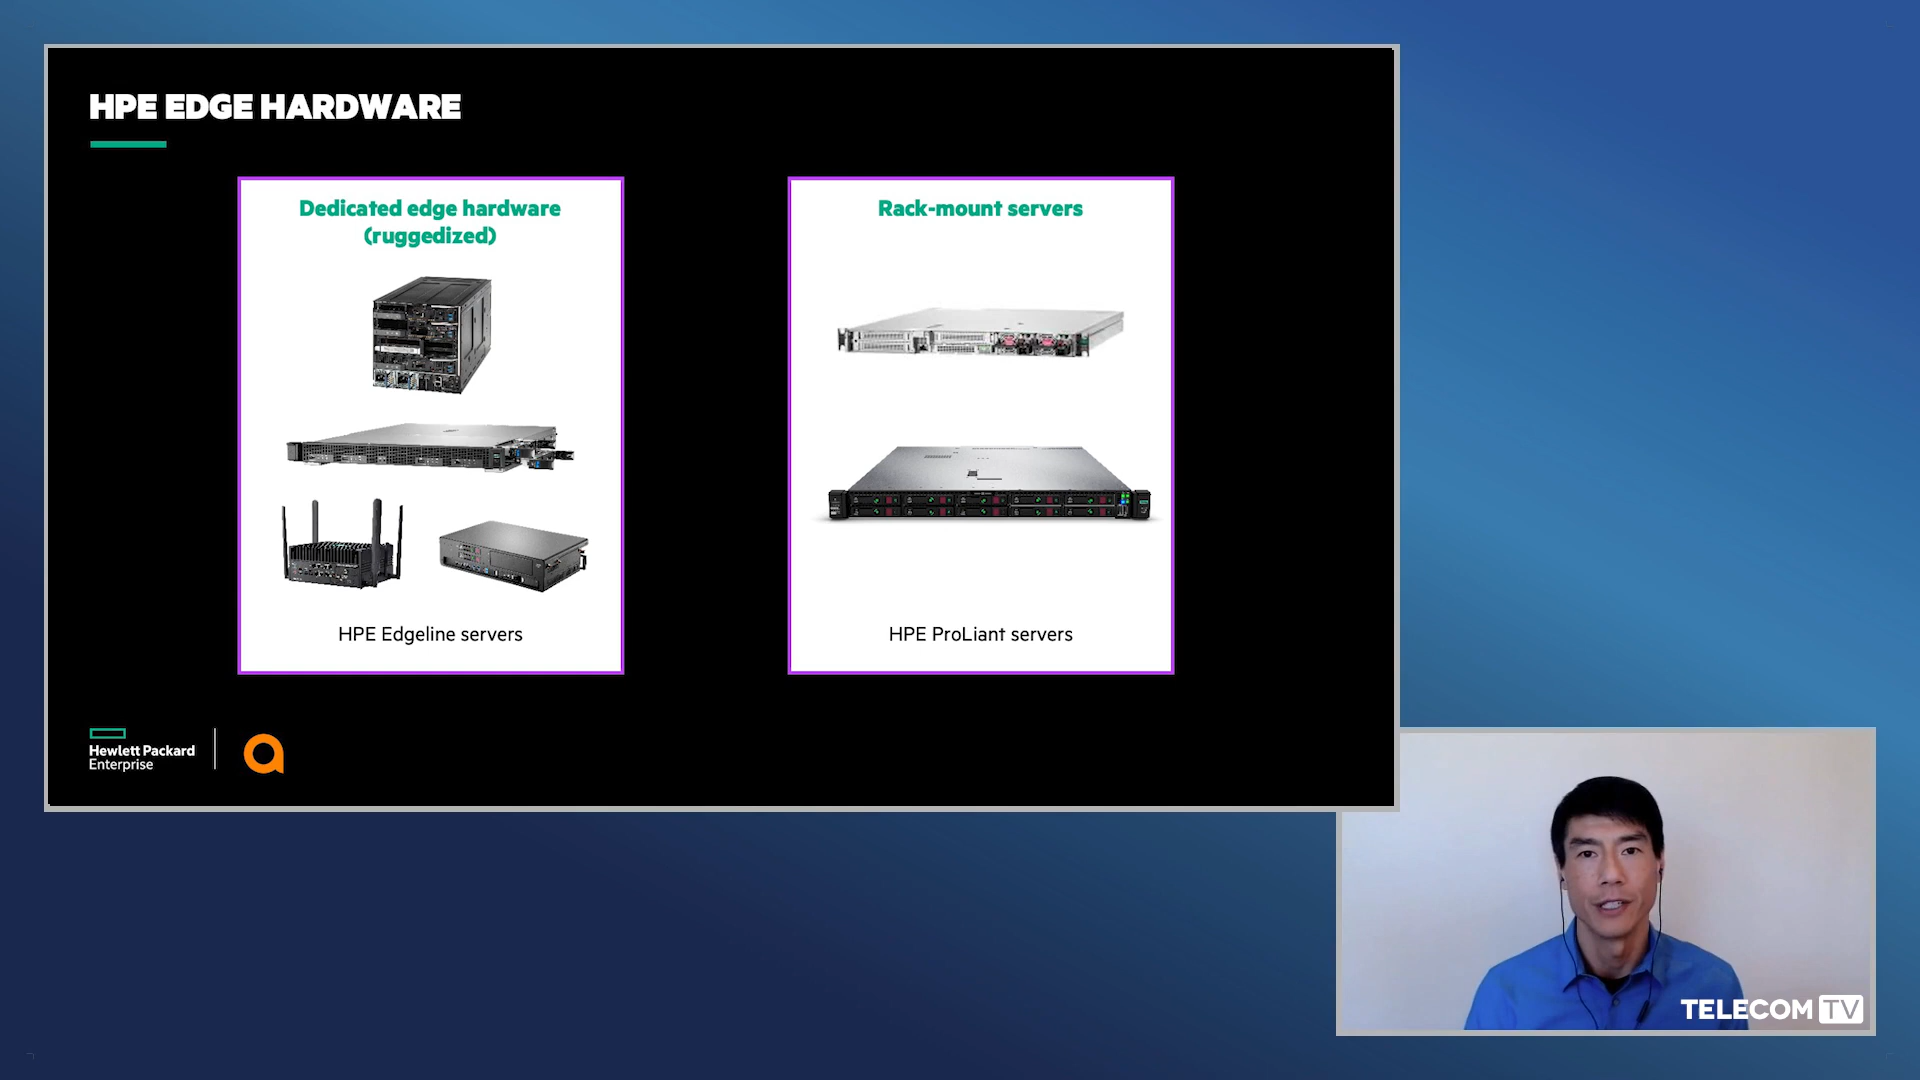 HPE EDGE HARDWARE
Dedicated edge hardware
(ruggedized)
HPE Edgeline servers
Rack-mount servers
HPE ProLiant servers
Hewlett Packard
Enterprise
TELECOM TV